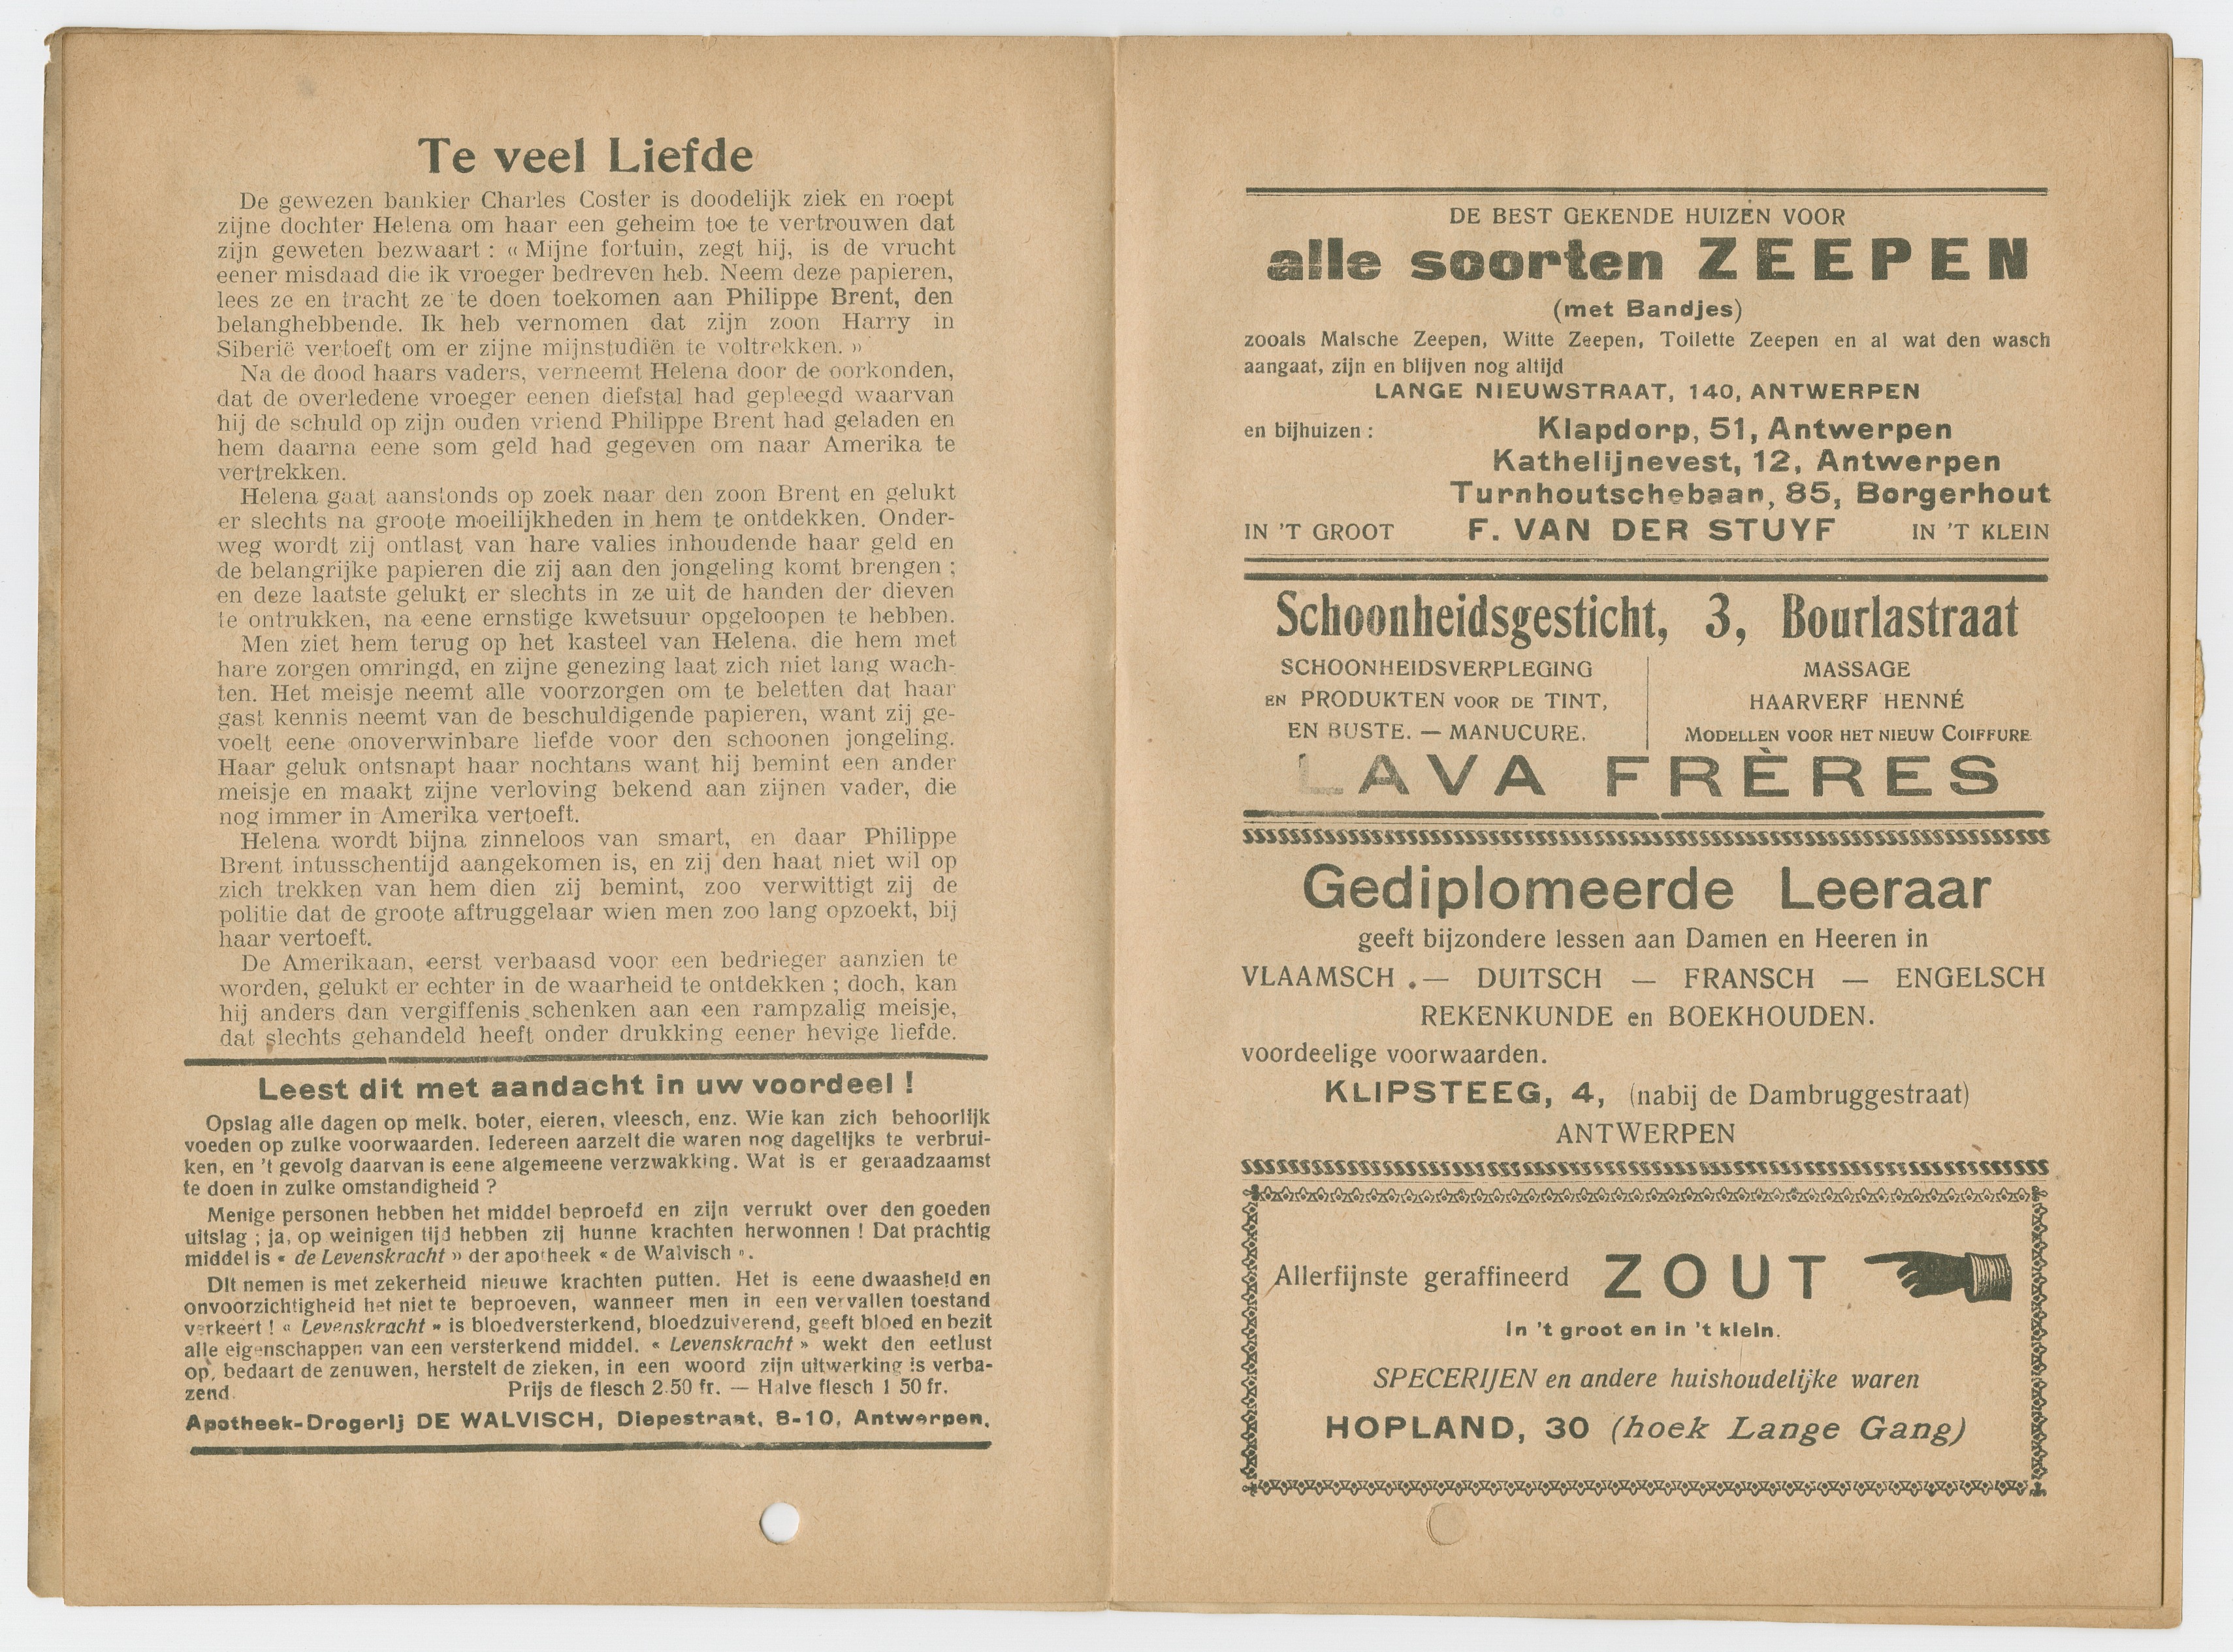 Te veel Liefde
De gewezen bankier Charles Coster is doodelijk ziek en roept
zijne dochter Helena om haar een geheim toe te vertrouwen dat
zijn geweten bezwaart : « Mijne fortuin, zegt hij, is de vrucht
eener misdaad die ik vroeger bedreven heb. Neem deze papieren,
lees ze en tracht ze te doen toekomen aan Philippe Brent, den
belanghebbende. Ik heb vernomen dat zijn zoon Harry in
Siberië vertoeft om er zijne mijnstudiën te voltrekken. »
Na de dood haars vaders, verneemt Helena door de oorkonden,
dat de overledene vroeger eenen diefstal had gepleegd waarvan
hij de schuld op zijn ouden vriend Philippe Brent had geladen en
hem daarna eene som geld had gegeven om naar Amerika te
vertrekken.
Helena gaat aanstonds op zoek naar den zoon Brent en gelukt
er slechts na groote moeilijkheden in hem te ontdekken. Onder-
weg wordt zij ontlast van hare valies inhoudende haar geld en
de belangrijke papieren die zij aan den jongeling komt brengen ;
en deze laatste gelukt er slechts in ze uit de handen der dieven
te ontrukken, na eene ernstige kwetsuur opgeloopen te hebben.
Men ziet hem terug op het kasteel van Helena, die hem met
hare zorgen omringd, en zijne genezing laat zich niet lang wach-
ten. Het meisje neemt alle voorzorgen om te beletten dat haar
gast kennis neemt van de beschuldigende papieren, want zij ge-
voelt eene onoverwinbare liefde voor den schoonen jongeling.
Haar geluk ontsnapt haar nochtans want hij bemint een ander
meisje en maakt zijne verloving bekend aan zijnen vader, die
nog immer in Amerika vertoeft.
Helena wordt bijna zinneloos van smart, en daar Philippe
Brent intusschentijd aangekomen is, en zij den haat niet wil op
zich trekken van hem dien zij bemint, zoo verwittigt zij de
politie dat de groote aftruggelaar wien men zoo lang opzoekt, bij
haar vertoeft.
De Amerikaan, eerst verbaasd voor een bedrieger aanzien te
worden, gelukt er echter in de waarheid te ontdekken ; doch, kan
hij anders dan vergiffenis schenken aan een rampzalig meisje,
dat slechts gehandeld heeft onder drukking eener hevige liefde.
Leest dit met aandacht in uw voordeel !
Opslag alle dagen op melk, boter, eieren, vleesch, enz. Wie kan zich behoorlijk
voeden op zulke voorwaarden. Iedereen aarzelt die waren nog dagelijks te verbrui-
ken, en 't gevolg daarvan is eene algemeene verzwakking. Wat is er geraadzaamst
te doen in zulke omstandigheid ?
Menige personen hebben het middel beproefd en zijn verrukt over den goeden
uitslag ; ja, op weinigen tijd hebben zij hunne krachten herwonnen ! Dat prachtig
middel is « de Levenskracht » der apotheek « de Walvisch ».
Dit nemen is met zekerheid nieuwe krachten putten. Het is eene dwaasheid en
onvoorzichtigheid het niet te beproeven, wanneer men in een vervallen toestand
verkeert ! « Levenskracht » is bloedversterkend, bloedzuiverend, geeft bloed en bezit
alle eigenschappen van een versterkend middel. « Levenskracht » wekt den eetlust
op, bedaart de zenuwen, herstelt de zieken, in een woord zijn uitwerking is verba-
zend. Prijs de flesch 2.50 fr. — Halve flesch 1 50 fr.
Apotheek-Drogerij DE WALVISCH, Diepestraat, 8-10, Antwerpen.
DE BEST GEKENDE HUIZEN VOOR
alle soorten ZEEPEN
(met Bandjes)
zooals Malsche Zeepen, Witte Zeepen, Toilette Zeepen en al wat den wasch
aangaat, zijn en blijven nog altijd
LANGE NIEUWSTRAAT, 140, ANTWERPEN
en bijhuizen : Klapdorp, 51, Antwerpen
Kathelijnevest, 12, Antwerpen
Turnhoutschebaan, 85, Borgerhout
IN 'T GROOT F. VAN DER STUYF IN 'T KLEIN
Schoonheidsgesticht, 3, Bourlastraat
SCHOONHEIDSVERPLEGING
EN PRODUKTEN VOOR DE TINT,
EN BUSTE. — MANUCURE.
MASSAGE
HAARVERF HENNÉ
MODELLEN VOOR HET NIEUW COIFFURE
LAVA FRÈRES
Gediplomeerde Leeraar
geeft bijzondere lessen aan Damen en Heeren in
VLAAMSCH . — DUITSCH — FRANSCH — ENGELSCH
REKENKUNDE en BOEKHOUDEN.
voordeelige voorwaarden.
KLIPSTEEG, 4, (nabij de Dambruggestraat)
ANTWERPEN
Allerfijnste geraffineerd ZOUT
in 't groot en in 't klein.
SPECERIJEN en andere huishoudelijke waren
HOPLAND, 30 (hoek Lange Gang)